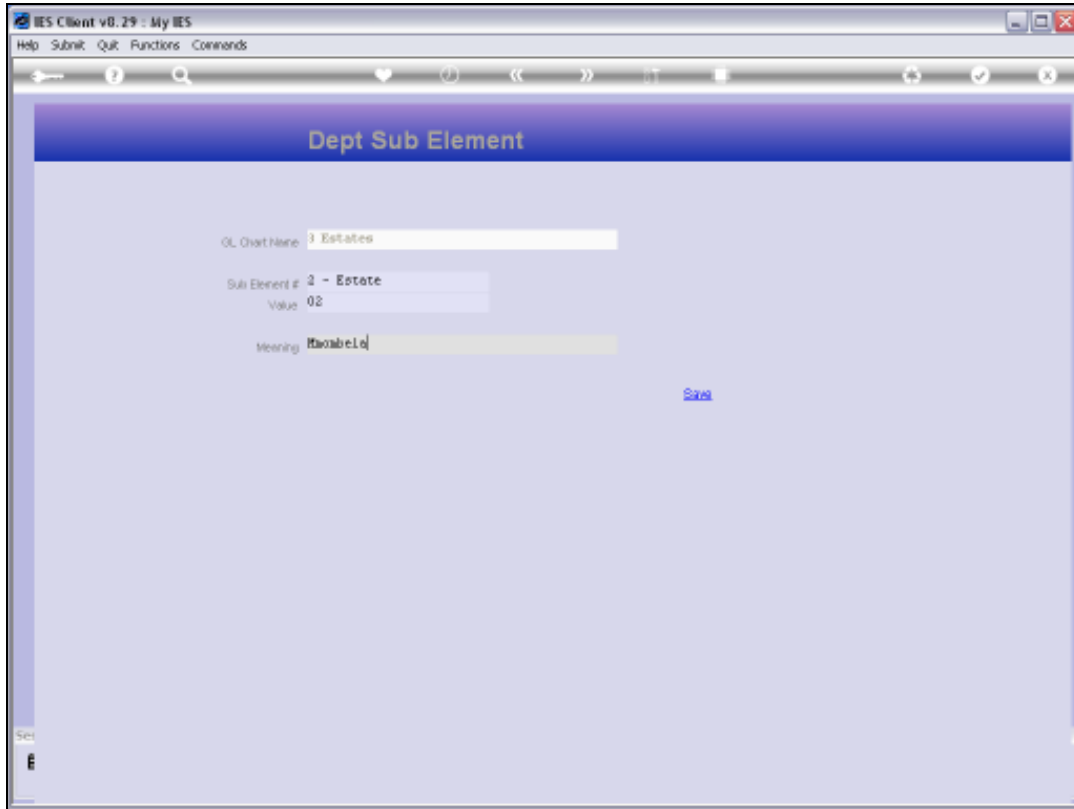 IES Client v8.29 : My IES
Help Submit Quit Functions Commands
Dept Sub Element
GL Chart Name 3 Estates
Sub Element # 2 - Estate
Value 02
Meaning
Save